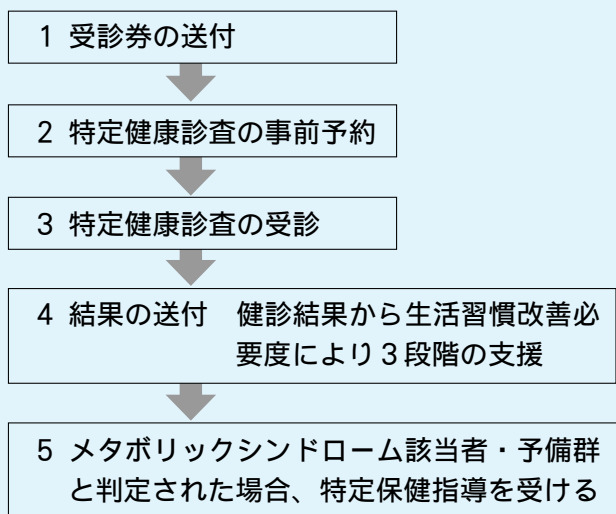 1 受診券の送付
2 特定健康診査の事前予約
3 特定健康診査の受診
4 結果の送付　健診結果から生活習慣改善必
要度により３段階の支援
5 メタボリックシンドローム該当者・予備群
と判定された場合、特定保健指導を受ける